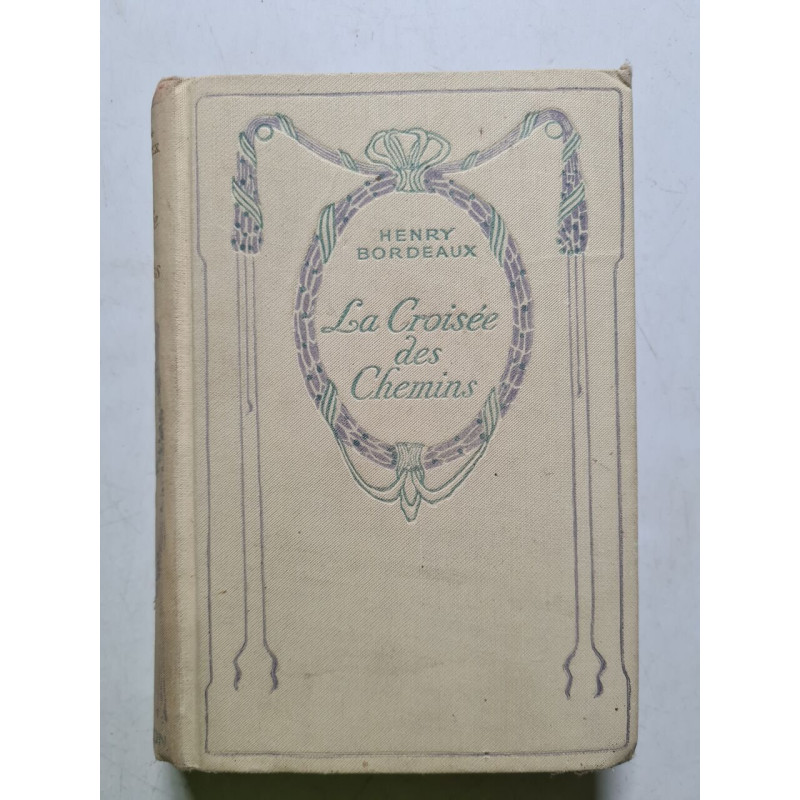 HENRY
BORDEAUX
La Croisée
des
Chemins